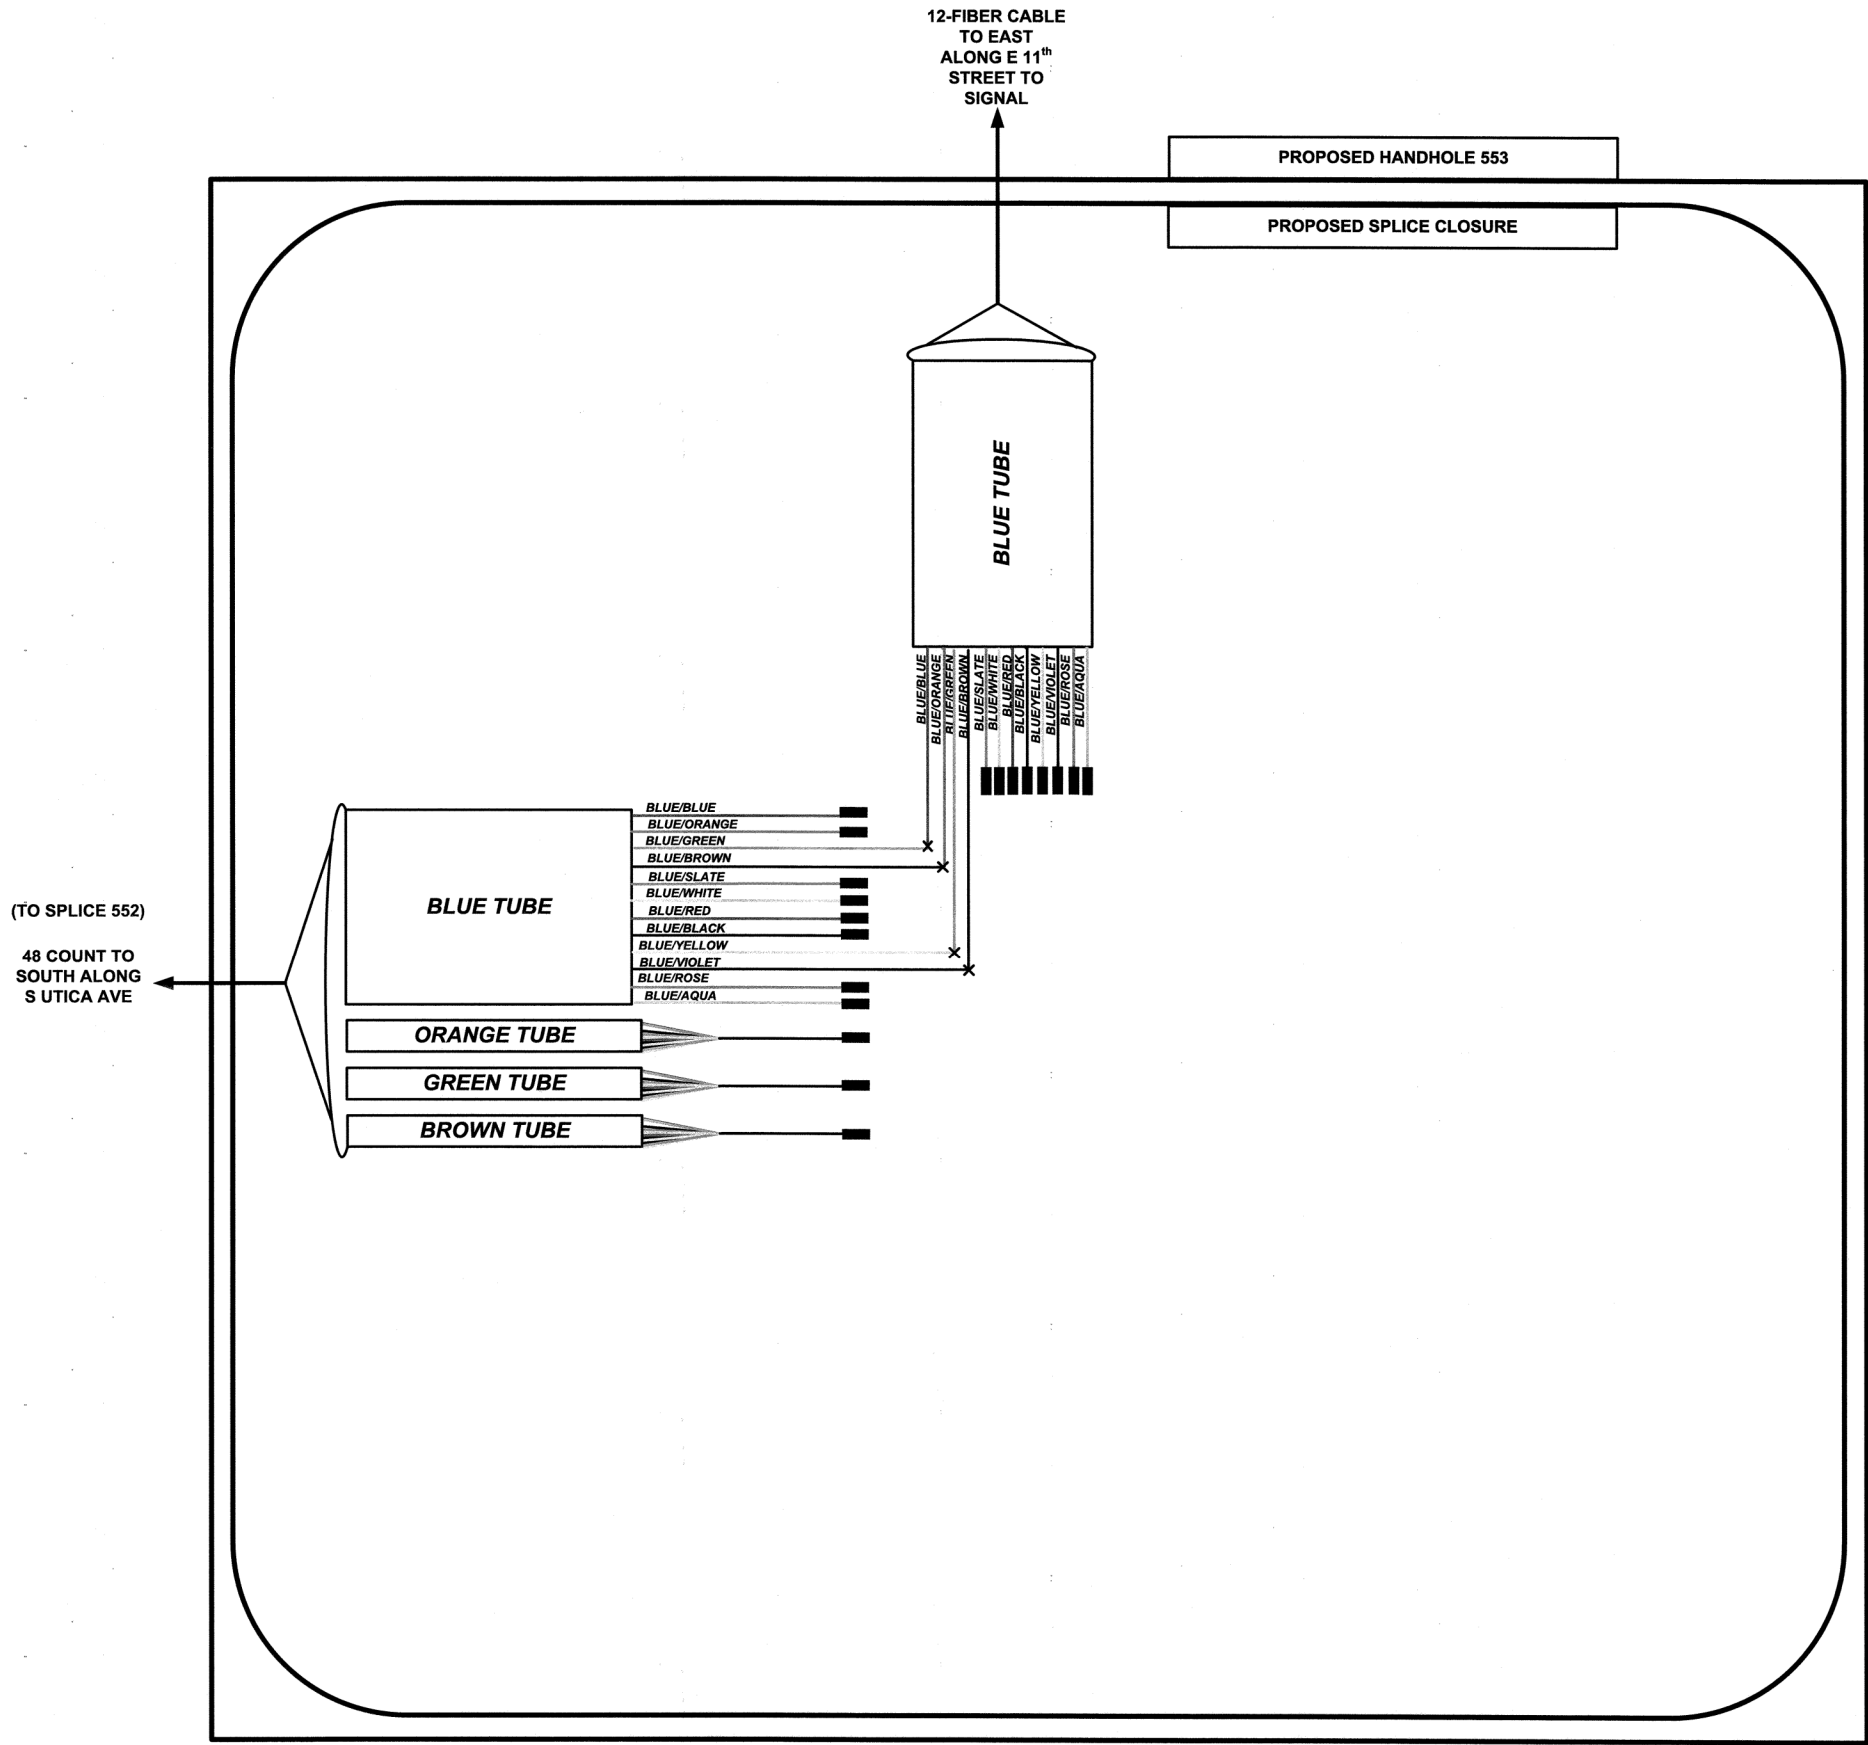 12-FIBER CABLE
TO EAST
ALONG E 11th
STREET TO
SIGNAL
PROPOSED HANDHOLE 553
PROPOSED SPLICE CLOSURE
BLUE TUBE
BLUE/BLUE
BLUE/ORANGE
BLUE/GREEN
BLUE/BROWN
BLUE/SLATE
BLUE/WHITE
BLUE/RED
BLUE/BLACK
BLUE/YELLOW
BLUE/VIOLET
BLUE/ROSE
BLUE/AQUA
(TO SPLICE 552)
48 COUNT TO
SOUTH ALONG
S UTICA AVE
BLUE TUBE
BLUE/BLUE
BLUE/ORANGE
BLUE/GREEN
BLUE/BROWN
BLUE/SLATE
BLUE/WHITE
BLUE/RED
BLUE/BLACK
BLUE/YELLOW
BLUE/VIOLET
BLUE/ROSE
BLUE/AQUA
ORANGE TUBE
GREEN TUBE
BROWN TUBE